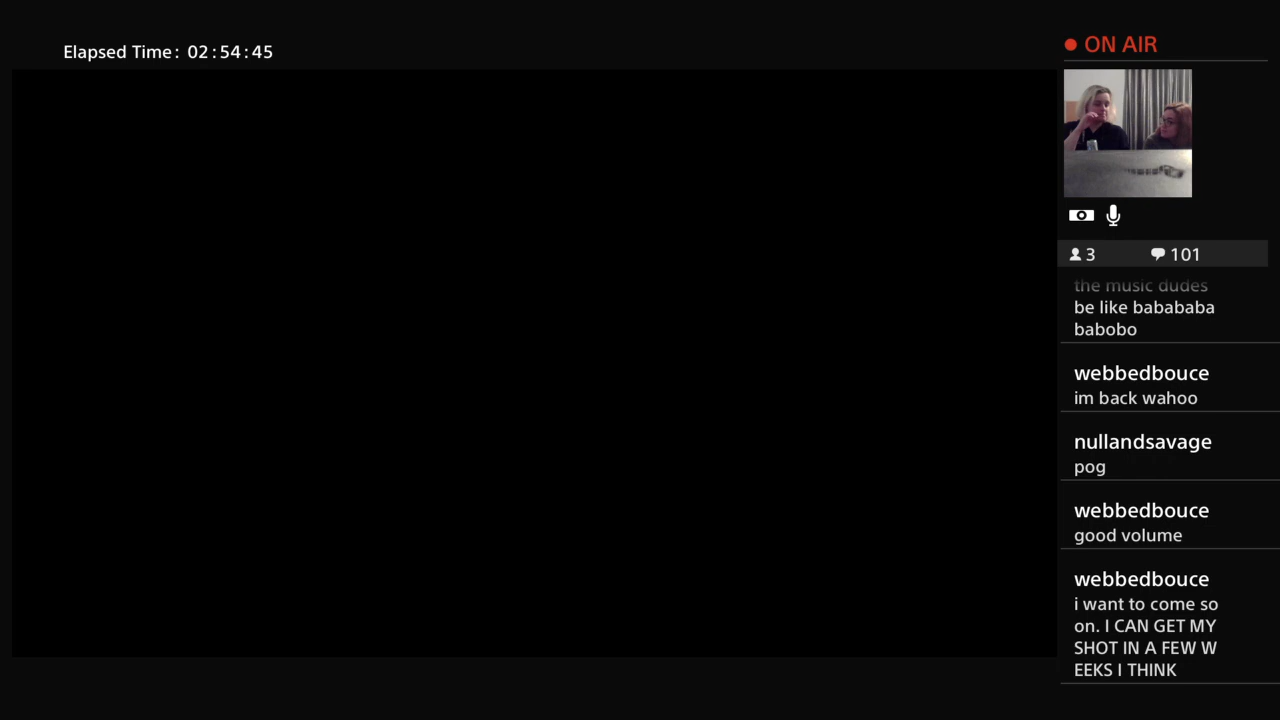 Elapsed Time: 02:54:45
ON AIR
3
101
the music dudes
be like babababa
babobo
webbedbouce
im back wahoo
nullandsavage
pog
webbedbouce
good volume
webbedbouce
i want to come so
on. I CAN GET MY
SHOT IN A FEW W
EEKS I THINK